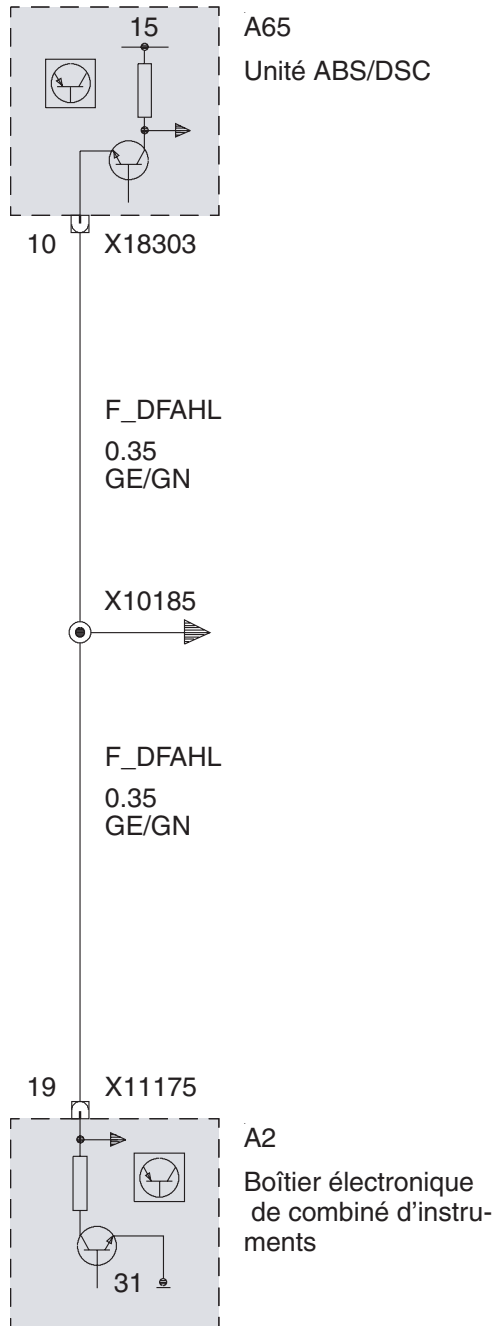 15
A65
Unité ABS/DSC
10 X18303
F_DFAHL
0.35
GE/GN
X10185
F_DFAHL
0.35
GE/GN
19 X11175
A2
Boîtier électronique
de combiné d'instru-
ments
31